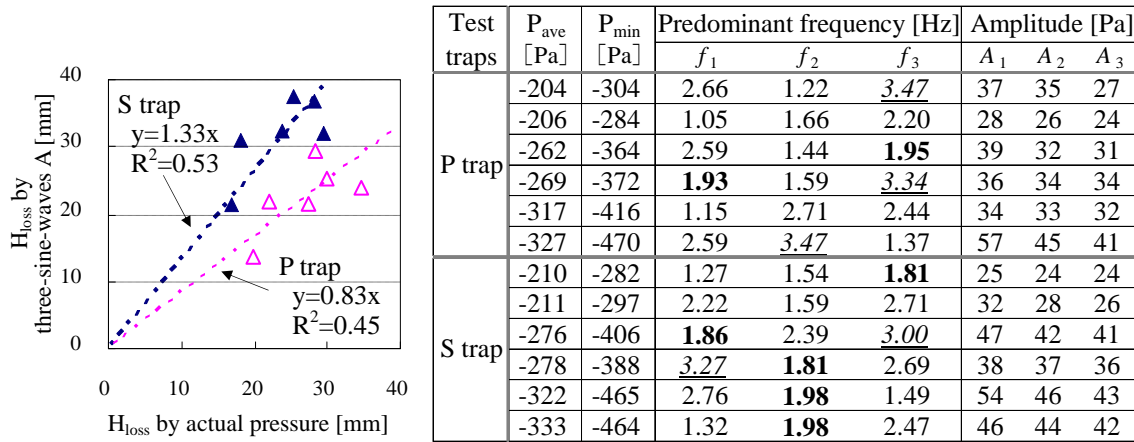 H_loss by
three-sine-waves A [mm]
40
30
20
10
0
S trap
y=1.33x
R²=0.53
P trap
y=0.83x
R²=0.45
0 10 20 30 40
H_loss by actual pressure [mm]
Test traps P_ave [Pa] P_min [Pa] Predominant frequency [Hz] Amplitude [Pa]
f₁ f₂ f₃ A₁ A₂ A₃
P trap
-204 -304 2.66 1.22 3.47 37 35 27
-206 -284 1.05 1.66 2.20 28 26 24
-262 -364 2.59 1.44 1.95 39 32 31
-269 -372 1.93 1.59 3.34 36 34 34
-317 -416 1.15 2.71 2.44 34 33 32
-327 -470 2.59 3.47 1.37 57 45 41
S trap
-210 -282 1.27 1.54 1.81 25 24 24
-211 -297 2.22 1.59 2.71 32 28 26
-276 -406 1.86 2.39 3.00 47 42 41
-278 -388 3.27 1.81 2.69 38 37 36
-322 -465 2.76 1.98 1.49 54 46 43
-333 -464 1.32 1.98 2.47 46 44 42